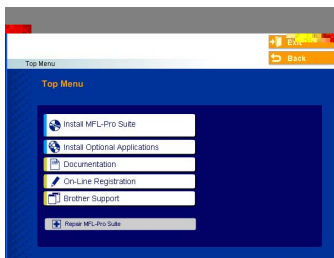 Exit
Back
Top Menu
Top Menu
Install MFL-Pro Suite
Install Optional Applications
Documentation
On-Line Registration
Brother Support
Repair MFL-Pro Suite